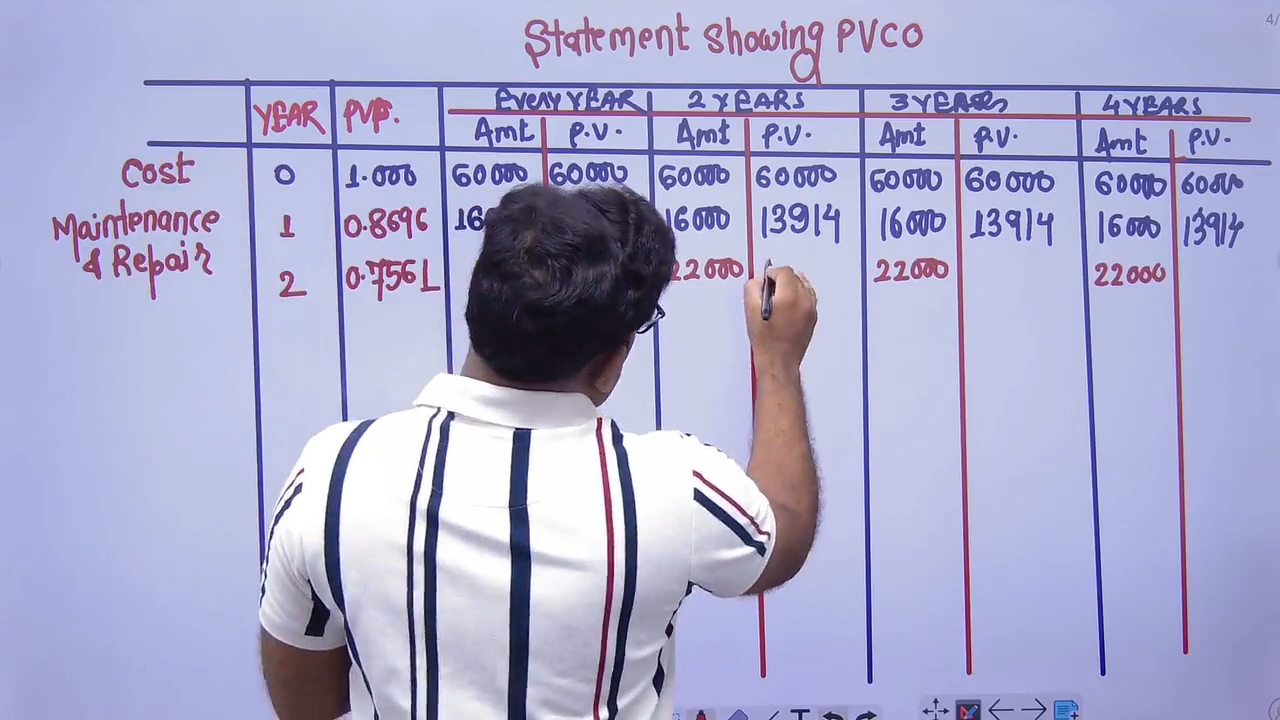 4/
Statement Showing PVCO
YEAR PVF. EVERY YEAR 2 YEARS 3 YEARS 4 YEARS
Amt P.V. Amt P.V. Amt P.V. Amt P.V.
Cost 0 1.000 60000 60000 60000 60000 60000 60000 60000 60000
Maintenance 1 0.8696 16 16000 13914 16000 13914 16000 13914
& Repair 2 0.7561 22000 22000 22000